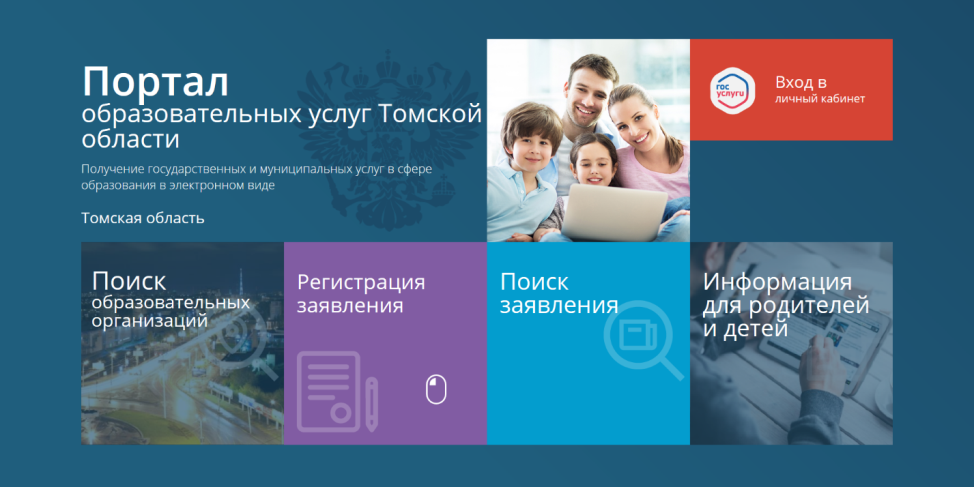 Портал
образовательных услуг Томской
области
Получение государственных и муниципальных услуг в сфере
образования в электронном виде
Томская область
гос
услуги
Вход в
личный кабинет
Поиск
образовательных
организаций
Регистрация
заявления
Поиск
заявления
Информация
для родителей
и детей